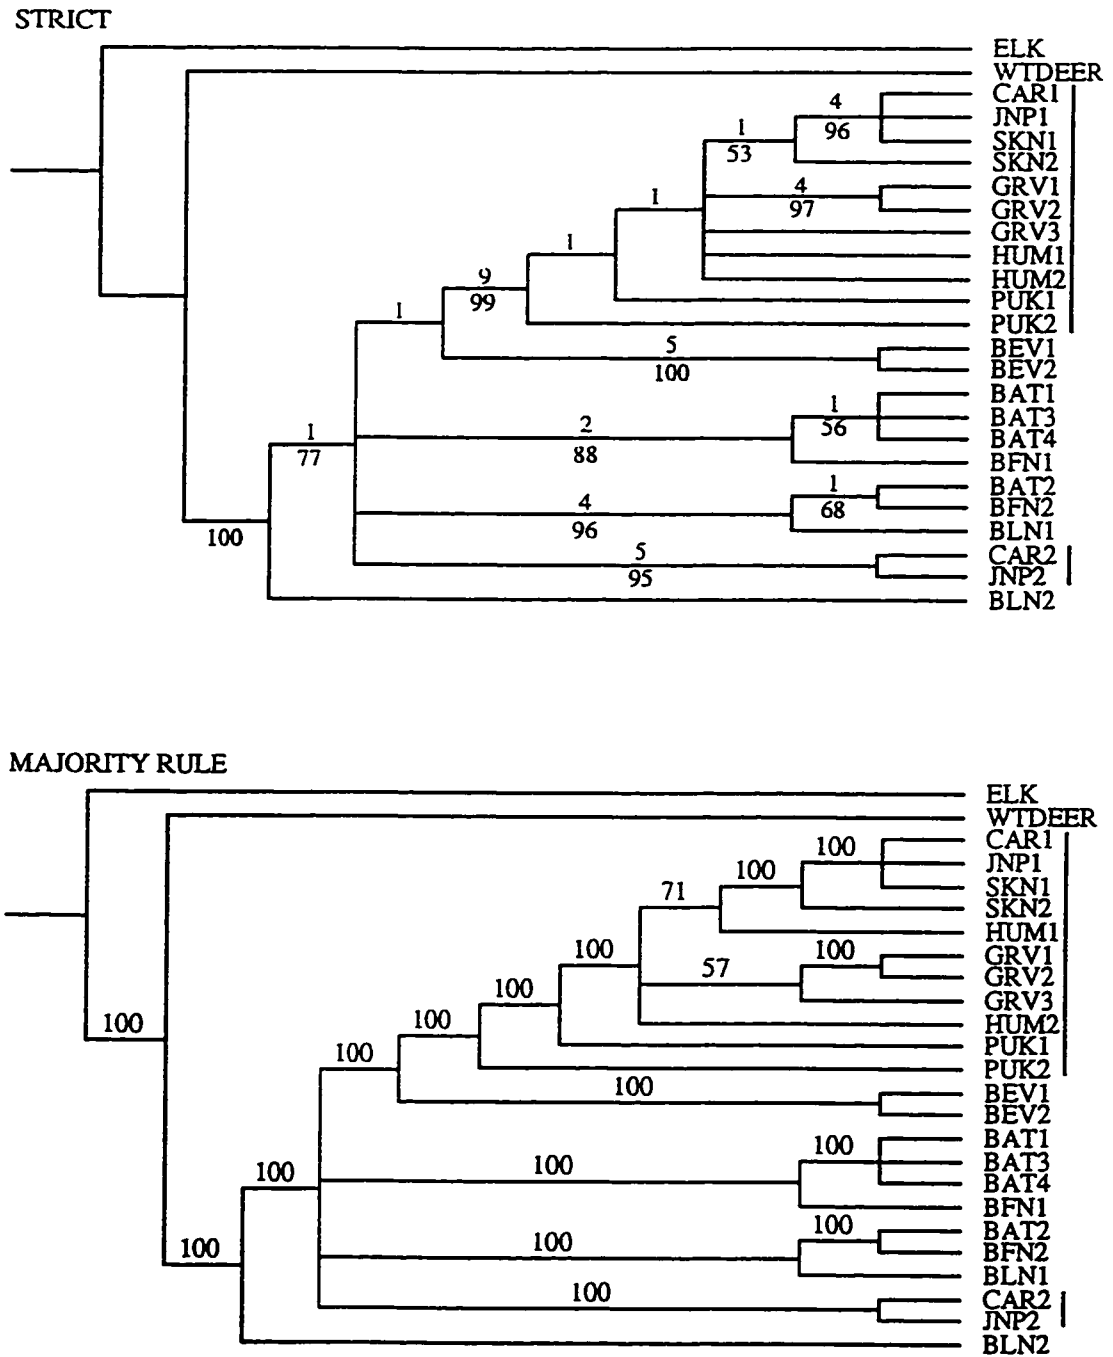 STRICT
ELK
WTDEER
CAR1
4
JNP1
1
96
SKN1
53
SKN2
4
GRV1
1
97
GRV2
GRV3
1
HUM1
9
HUM2
99
PUK1
1
PUK2
5
BEV1
100
BEV2
BAT1
1
BAT3
2
56
BAT4
1
77
88
BFN1
1
BAT2
4
68
BFN2
100
96
BLN1
5
CAR2
95
JNP2
BLN2
MAJORITY RULE
ELK
WTDEER
CAR1
100
JNP1
100
SKN1
71
SKN2
HUM1
100
100
GRV1
57
GRV2
100
GRV3
100
100
HUM2
PUK1
100
PUK2
100
BEV1
BEV2
100
BAT1
100
100
BAT3
BAT4
BFN1
100
BAT2
100
100
BFN2
BLN1
100
CAR2
JNP2
BLN2